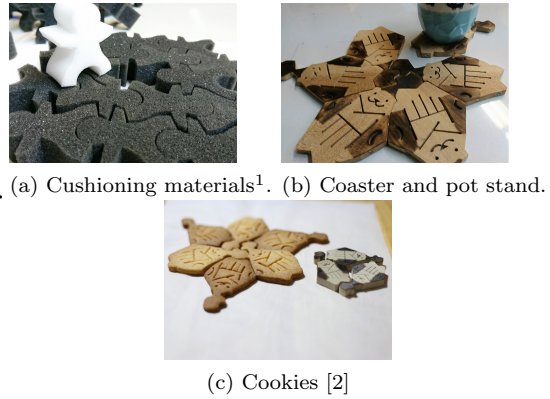 (a) Cushioning materials¹. (b) Coaster and pot stand.
(c) Cookies [2]